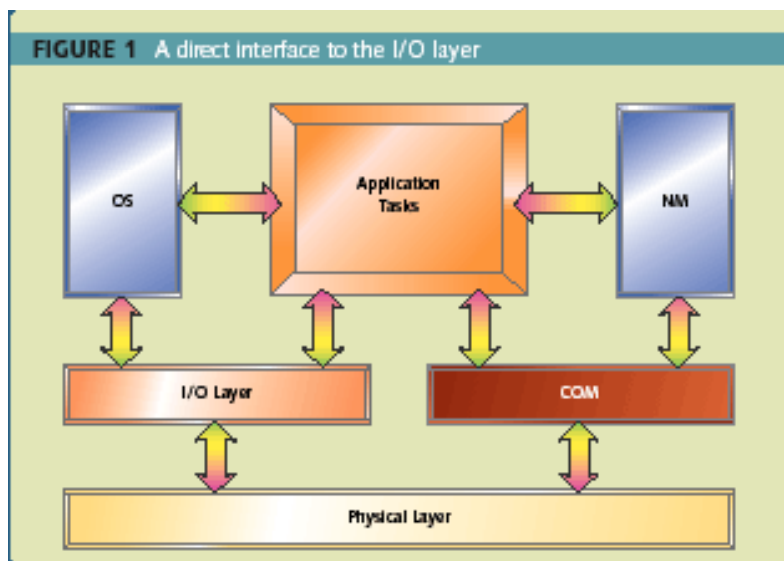 FIGURE 1 A direct interface to the I/O layer
OS
Application
Tasks
NM
I/O Layer
COM
Physical Layer